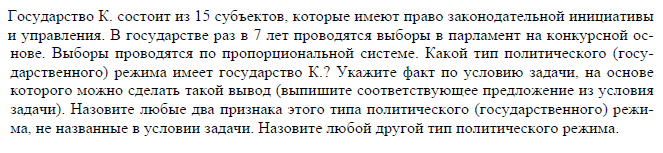 Государство К. состоит из 15 субъектов, которые имеют право законодательной инициативы
и управления. В государстве раз в 7 лет проводятся выборы в парламент на конкурсной ос-
нове. Выборы проводятся по пропорциональной системе. Какой тип политического (госу-
дарственного) режима имеет государство К.? Укажите факт по условию задачи, на основе
которого можно сделать такой вывод (выпишите соответствующее предложение из условия
задачи). Назовите любые два признака этого типа политического (государственного) режи-
ма, не названные в условии задачи. Назовите любой другой тип политического режима.